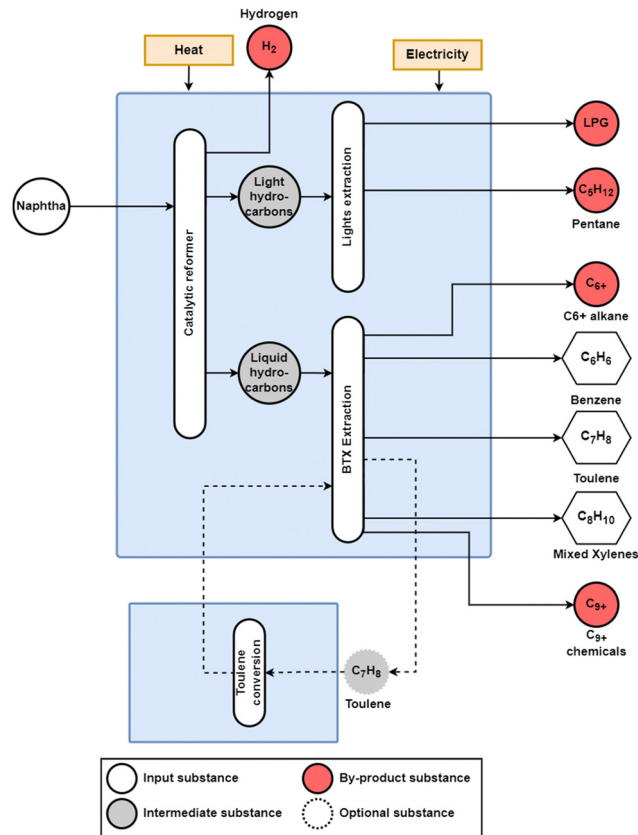 Hydrogen
H₂
Heat
Electricity
LPG
Naphtha
Catalytic reformer
Light
hydro-
carbons
Lights extraction
C₅H₁₂
Pentane
C₆₊
C6+ alkane
Liquid
hydro-
carbons
BTX Extraction
C₆H₆
Benzene
C₇H₈
Toulene
C₈H₁₀
Mixed Xylenes
C₉₊
C₉₊
chemicals
Toulene
conversion
C₇H₈
Toulene
Input substance
By-product substance
Intermediate substance
Optional substance